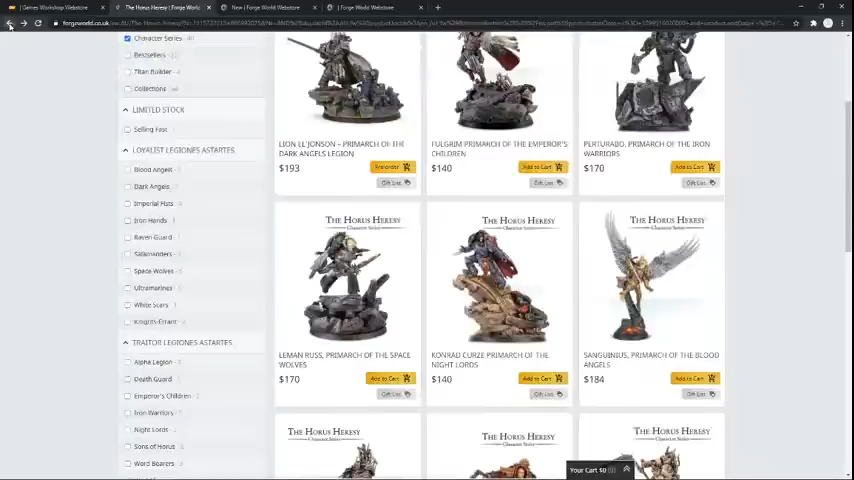 | Games Workshop Webstore
The Horus Heresy | Forge World
New | Forge World Webstore
| Forge World Webstore
Character Series
Bestsellers
Titan Builder
Collections
LIMITED STOCK
Selling Fast
LOYALIST LEGIONES ASTARTES
Blood Angels
Dark Angels
Imperial Fists
Iron Hands
Raven Guard
Salamanders
Space Wolves
Ultramarines
White Scars
Knights-Errant
TRAITOR LEGIONES ASTARTES
Alpha Legion
Death Guard
Emperor's Children
Iron Warriors
Night Lords
Sons of Horus
Word Bearers
LION EL'JONSON – PRIMARCH OF THE
DARK ANGELS LEGION
$193
Pre-order
Gift List
FULGRIM PRIMARCH OF THE EMPEROR'S
CHILDREN
$140
Add to Cart
Gift List
PERTURABO, PRIMARCH OF THE IRON
WARRIORS
$170
Add to Cart
Gift List
THE HORUS HERESY
Character Series
LEMAN RUSS, PRIMARCH OF THE SPACE
WOLVES
$170
Add to Cart
Gift List
THE HORUS HERESY
Character Series
KONRAD CURZE PRIMARCH OF THE
NIGHT LORDS
$140
Add to Cart
Gift List
THE HORUS HERESY
Character Series
SANGUINIUS, PRIMARCH OF THE BLOOD
ANGELS
$184
Add to Cart
Gift List
THE HORUS HERESY
Character Series
THE HORUS HERESY
Character Series
THE HORUS HERESY
Character Series
Your Cart $0 (0)